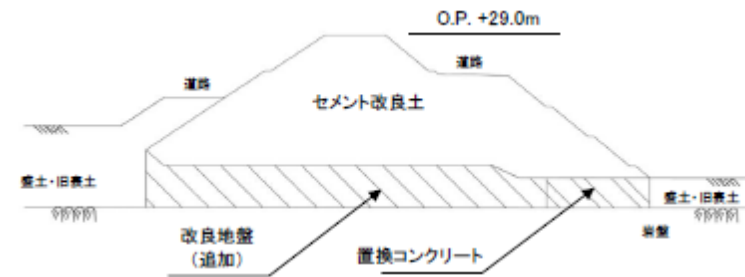 O.P. +29.0m
道路
道路
セメント改良土
盛土・旧表土
盛土・旧表土
岩盤
改良地盤
(追加)
置換コンクリート